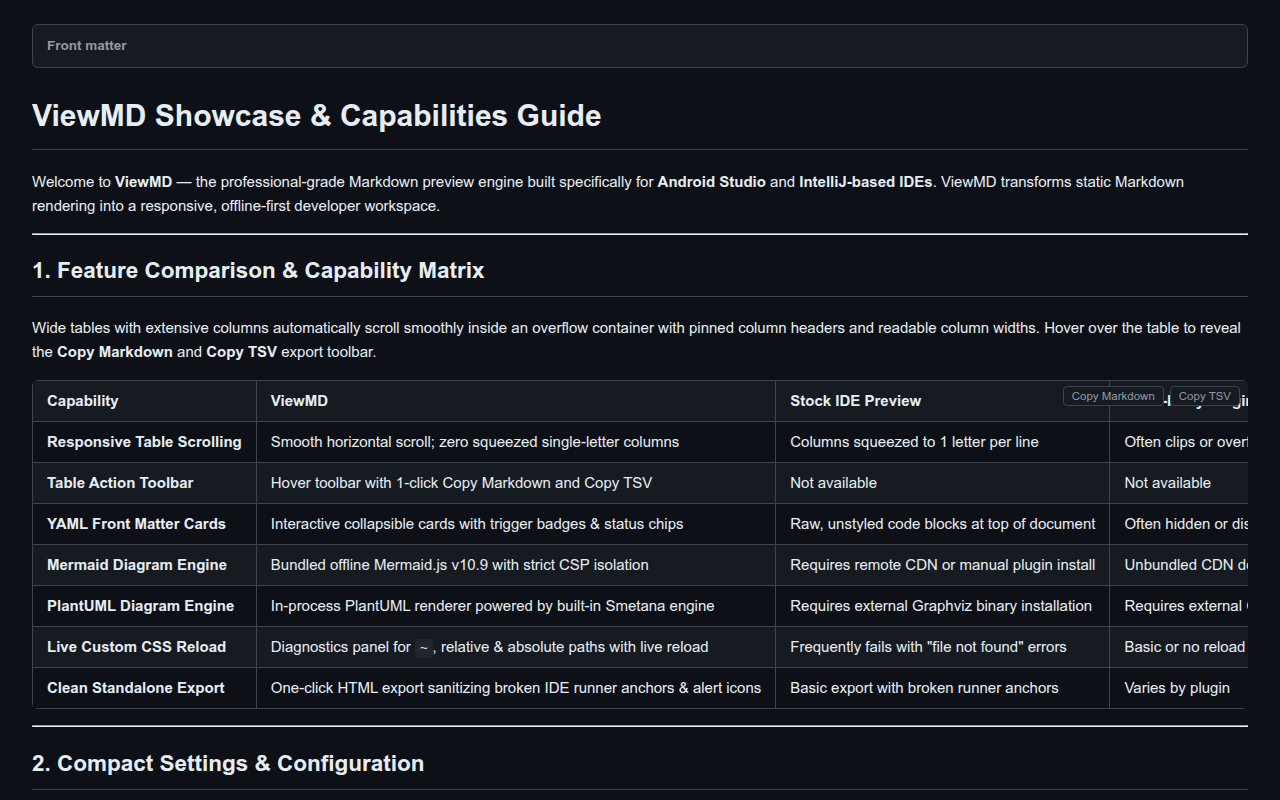 Front matter
ViewMD Showcase & Capabilities Guide
Welcome to ViewMD — the professional-grade Markdown preview engine built specifically for Android Studio and IntelliJ-based IDEs. ViewMD transforms static Markdown
rendering into a responsive, offline-first developer workspace.
1. Feature Comparison & Capability Matrix
Wide tables with extensive columns automatically scroll smoothly inside an overflow container with pinned column headers and readable column widths. Hover over the table to reveal
the Copy Markdown and Copy TSV export toolbar.
Capability ViewMD Stock IDE Preview Copy Markdown Copy TSV
Responsive Table Scrolling Smooth horizontal scroll; zero squeezed single-letter columns Columns squeezed to 1 letter per line Often clips or
Table Action Toolbar Hover toolbar with 1-click Copy Markdown and Copy TSV Not available Not available
YAML Front Matter Cards Interactive collapsible cards with trigger badges & status chips Raw, unstyled code blocks at top of document Often hidden or
Mermaid Diagram Engine Bundled offline Mermaid.js v10.9 with strict CSP isolation Requires remote CDN or manual plugin install Unbundled CDN
PlantUML Diagram Engine In-process PlantUML renderer powered by built-in Smetana engine Requires external Graphviz binary installation Requires external
Live Custom CSS Reload Diagnostics panel for ~, relative & absolute paths with live reload Frequently fails with "file not found" errors Basic or no reload
Clean Standalone Export One-click HTML export sanitizing broken IDE runner anchors & alert icons Basic export with broken runner anchors Varies by plugin
2. Compact Settings & Configuration